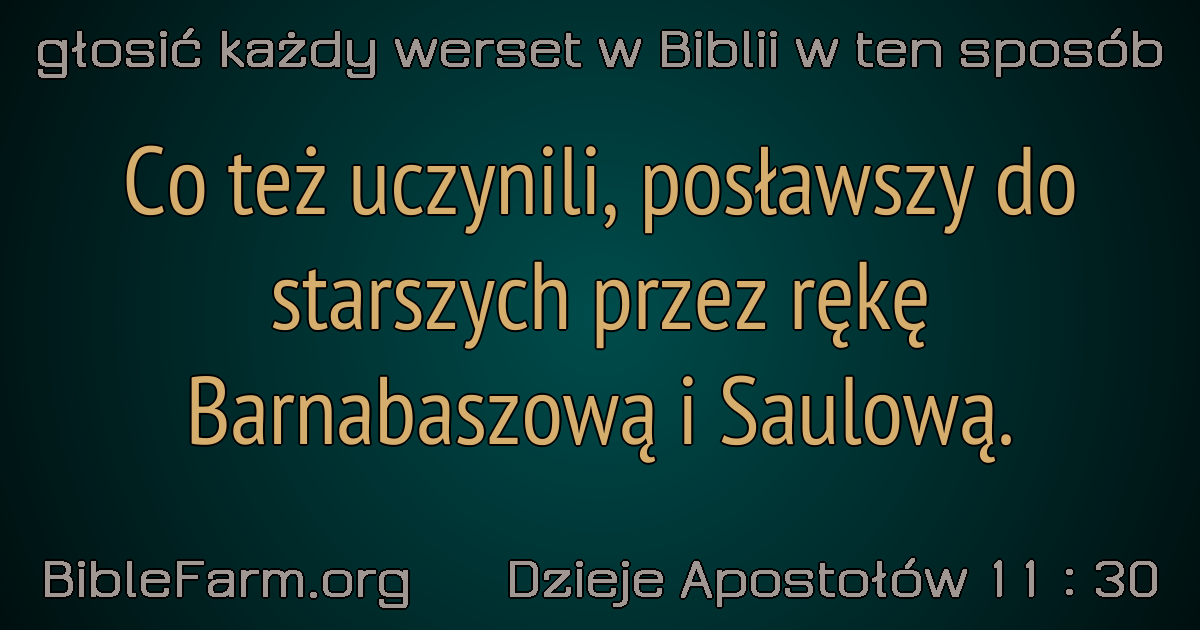 głosić każdy werset w Biblii w ten sposób
Co też uczynili, posławszy do
starszych przez rękę
Barnabaszową i Saulową.
BibleFarm.org
Dzieje Apostołów 11 : 30